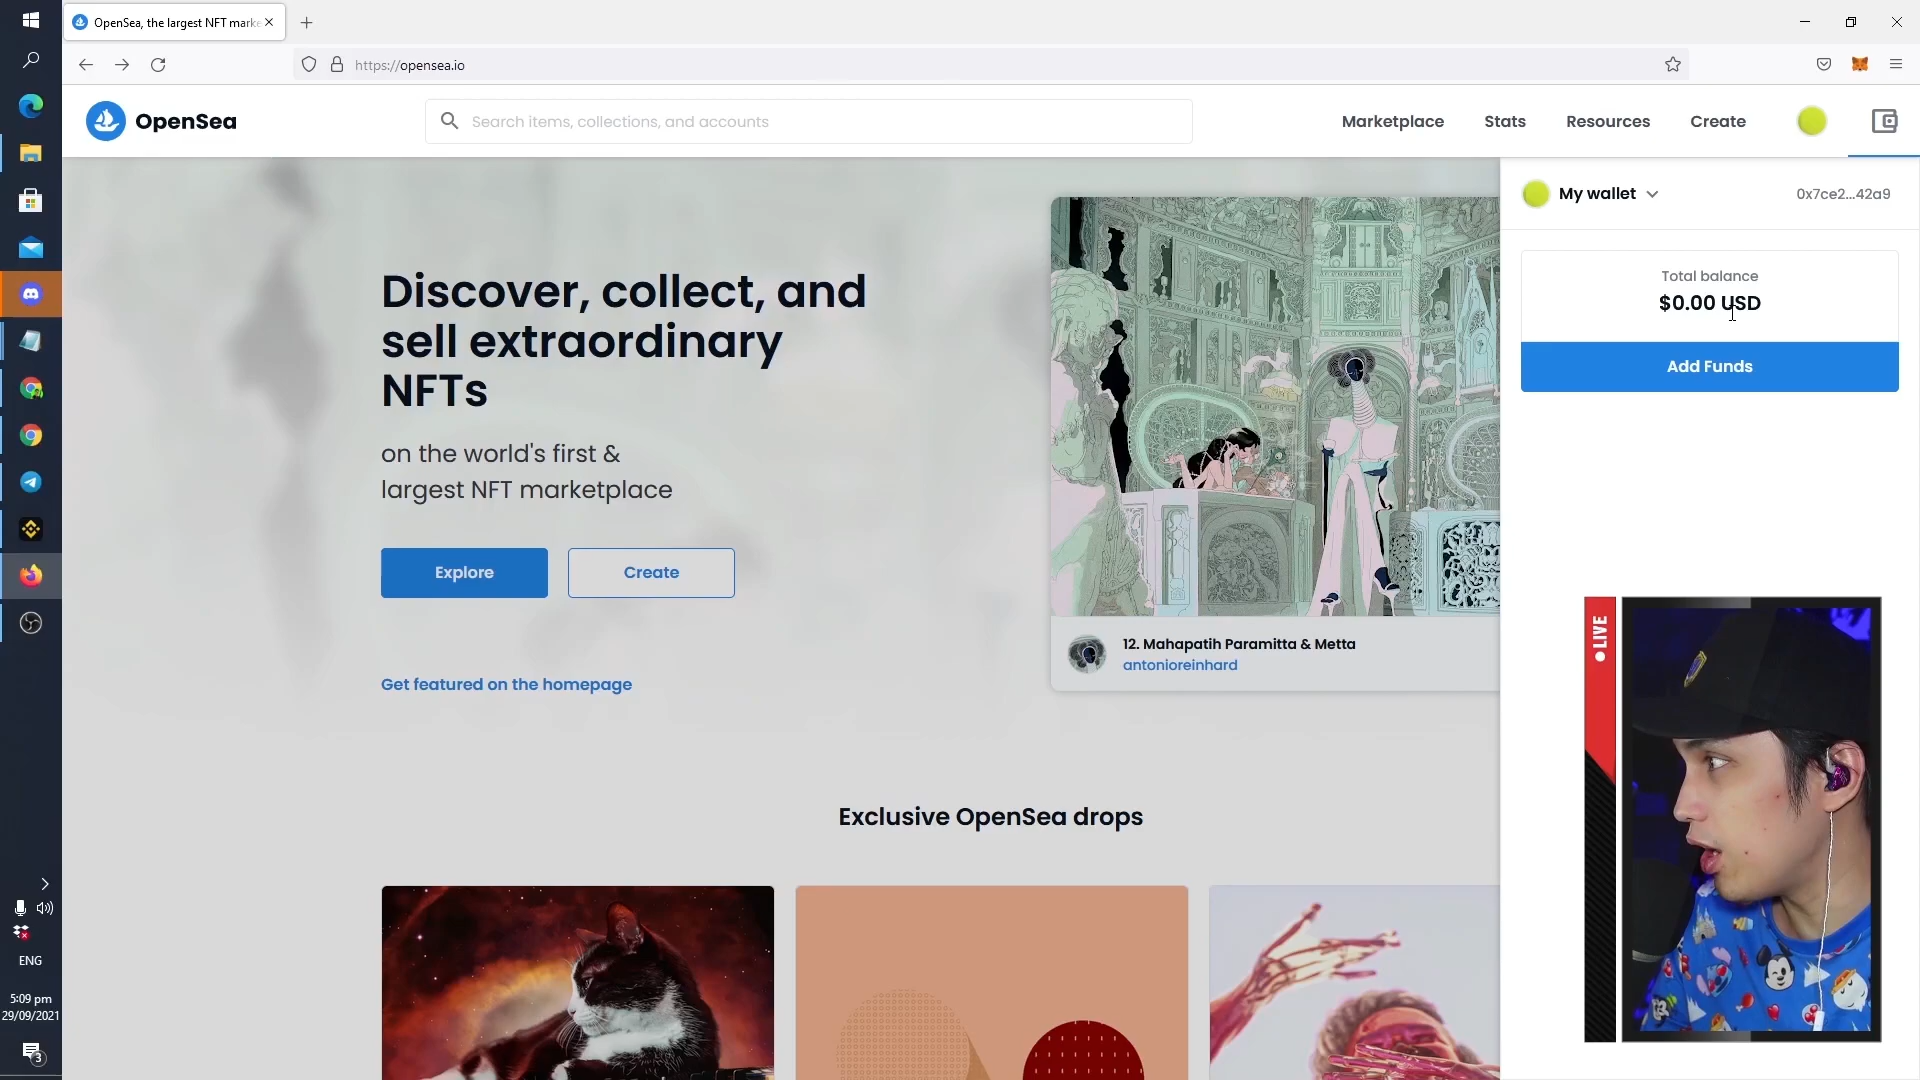 OpenSea, the largest NFT marke
https://opensea.io
OpenSea
Search items, collections, and accounts
Marketplace
Stats
Resources
Create
My wallet
0x7ce2...42a9
Total balance
$0.00 USD
Add Funds
Discover, collect, and
sell extraordinary
NFTs
on the world's first &
largest NFT marketplace
Explore
Create
Get featured on the homepage
12. Mahapatih Paramitta & Metta
antonioreinhard
LIVE
Exclusive OpenSea drops
ENG
5:09 pm
29/09/2021
3